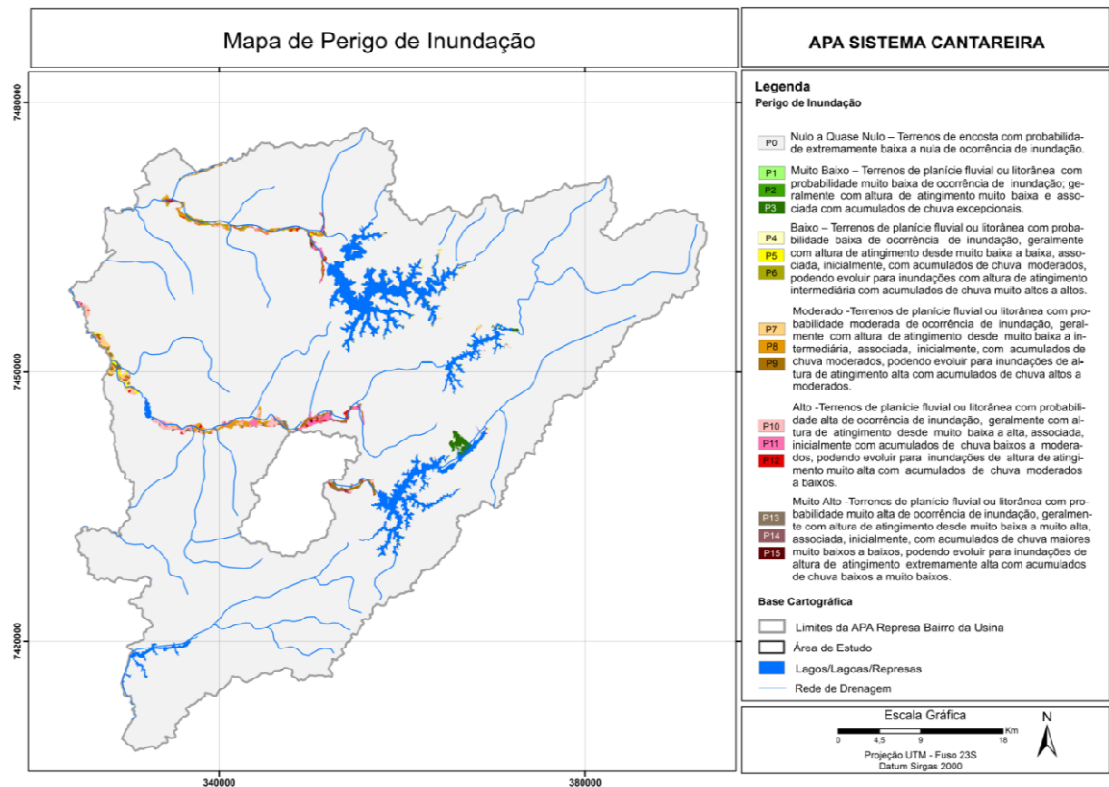 Mapa de Perigo de Inundação
APA SISTEMA CANTAREIRA
7480000
7450000
7420000
340000
380000
Legenda
Perigo de Inundação
P0
Nulo a Quase Nulo – Terrenos de encosta com probabilida-
de extremamente baixa a nula de ocorrência de inundação.
P1
P2
P3
Muito Baixo – Terrenos de planície fluvial ou litorânea com
probabilidade muito baixa de ocorrência de inundação; ge-
ralmente com altura de atingimento muito baixa e asso-
ciada com acumulados de chuva excepcionais.
P4
P5
P6
Baixo – Terrenos de planície fluvial ou litorânea com proba-
bilidade baixa de ocorrência de inundação, geralmente
com altura de atingimento desde muito baixa a baixa, asso-
ciada, inicialmente, com acumulados de chuva moderados,
podendo evoluir para inundações com altura de atingimento
intermediária com acumulados de chuva muito altos a altos.
P7
P8
P9
Moderado -Terrenos de planície fluvial ou litorânea com pro-
babilidade moderada de ocorrência de inundação, geral-
mente com altura de atingimento desde muito baixa a in-
termediária, associada, inicialmente, com acumulados de
chuva moderados, podendo evoluir para inundações de al-
tura de atingimento alta com acumulados de chuva altos a
moderados.
P10
P11
P12
Alto -Terrenos de planície fluvial ou litorânea com probabili-
dade alta de ocorrência de inundação, geralmente com al-
tura de atingimento desde muito baixa a alta, associada,
inicialmente com acumulados de chuva baixos a modera-
dos, podendo evoluir para inundações de altura de atingi-
mento muito alta com acumulados de chuva moderados
a baixos.
P13
P14
P15
Muito Alto -Terrenos de planície fluvial ou litorânea com pro-
babilidade muito alta de ocorrência de inundação, geralmen-
te com altura de atingimento desde muito baixa a muito alta,
associada, inicialmente, com acumulados de chuva maiores
muito baixos a baixos, podendo evoluir para inundações de
altura de atingimento extremamente alta com acumulados
de chuva baixos a muito baixos.
Base Cartográfica
Limites da APA Represa Bairro da Usina
Área de Estudo
Lagos/Lagoas/Represas
Rede de Drenagem
Escala Gráfica
N
Km
0 4,5 9 18
Projeção UTM - Fuso 23S
Datum Sirgas 2000